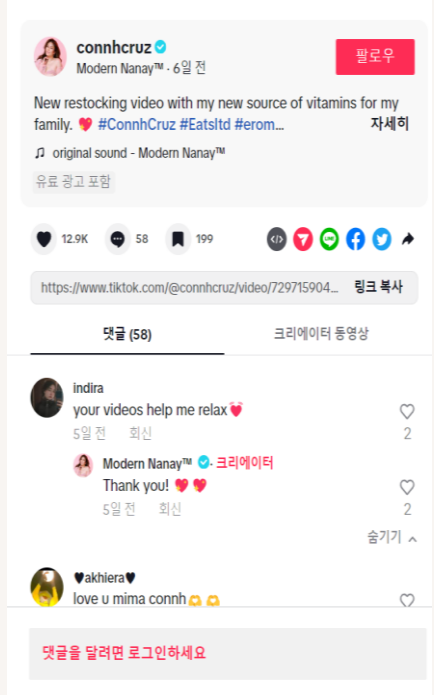 connhcruz
Modern Nanay™ · 6일 전
팔로우
New restocking video with my new source of vitamins for my
family. 💖 #ConnhCruz #Eatsltd #erom...
자세히
♫ original sound - Modern Nanay™
유료 광고 포함
12.9K
58
199
LINE
https://www.tiktok.com/@connhcruz/video/729715904...
링크 복사
댓글 (58)
크리에이터 동영상
indira
your videos help me relax💓
5일 전 회신
2
Modern Nanay™ · 크리에이터
Thank you! 💖 💖
5일 전 회신
2
숨기기
♥akhiera♥
love u mima connh🫶🫶
댓글을 달려면 로그인하세요